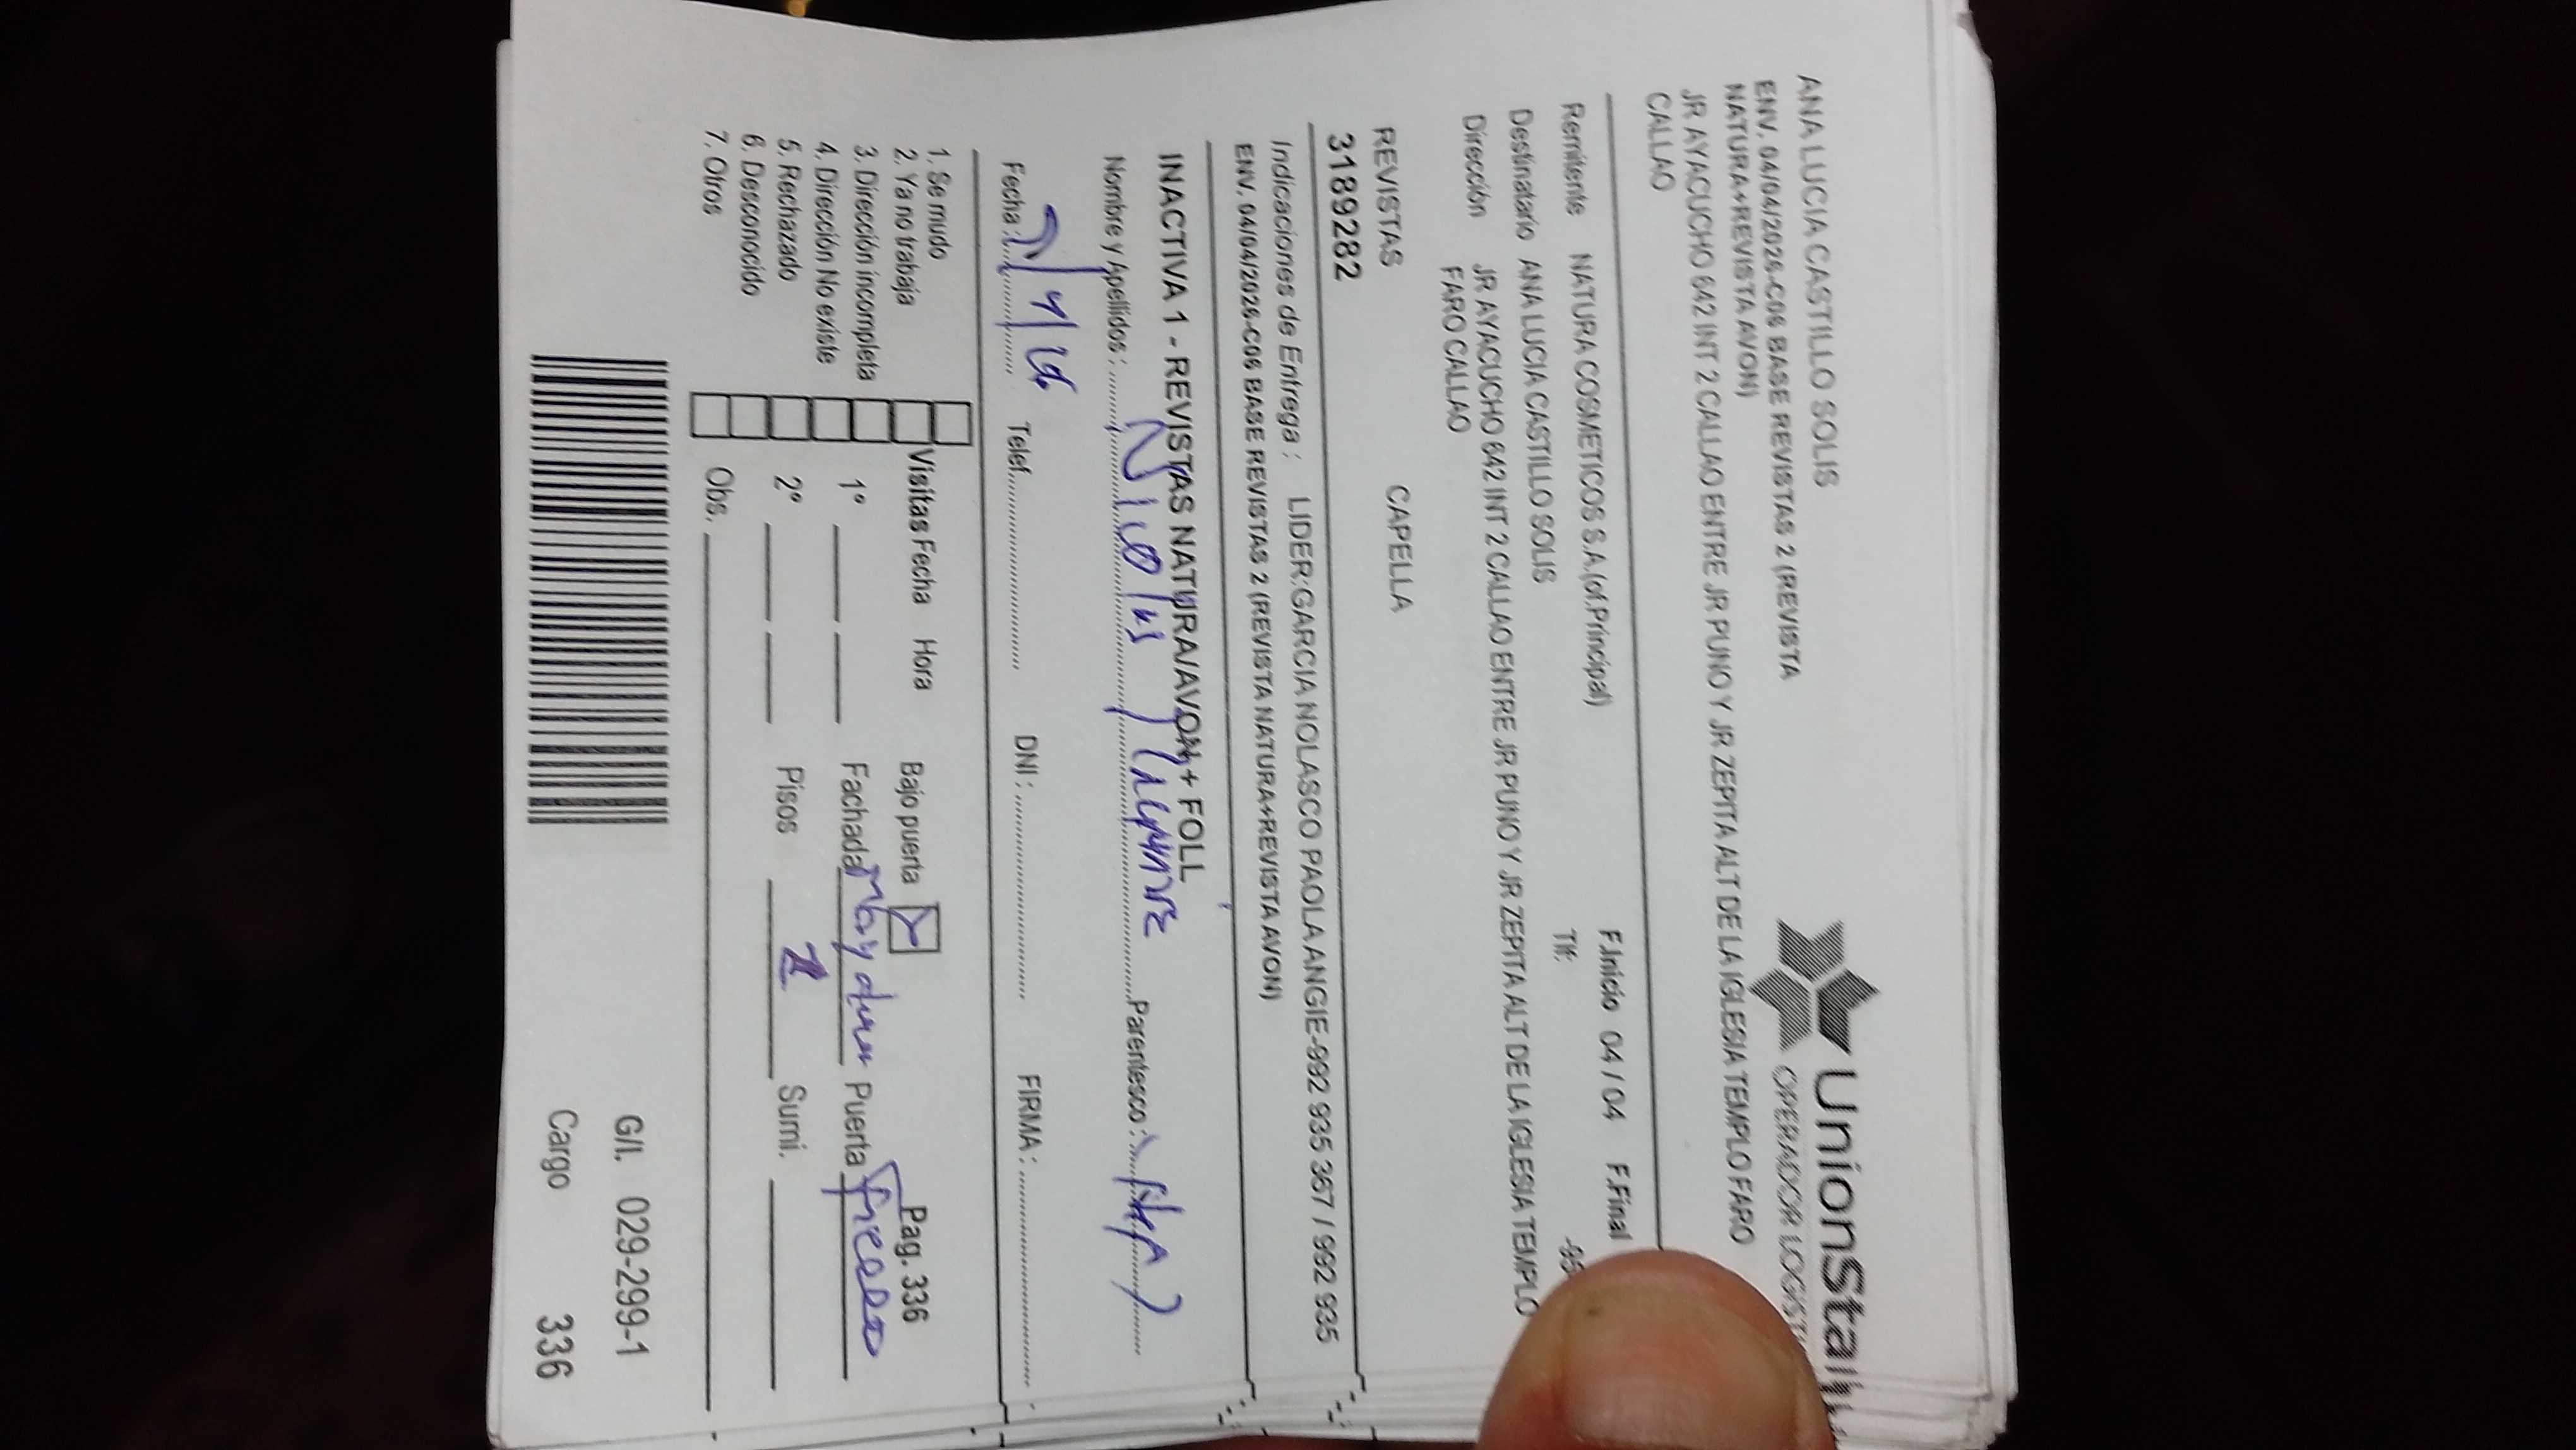 ANA LUCIA CASTILLO SOLIS
ENV. 04/04/2026-C06 BASE REVISTAS 2 (REVISTA
NATURA+REVISTA AVON)
JR AYACUCHO 642 INT 2 CALLAO ENTRE JR PUNO Y JR ZEPITA ALT DE LA IGLESIA TEMPLO FARO
CALLAO
UnionStar
OPERADOR LOGIST
F.Inicio 04 / 04 F.Final
Remitente NATURA COSMETICOS S.A.(of.Principal) Tlf:
Destinatario ANA LUCIA CASTILLO SOLIS
Dirección JR AYACUCHO 642 INT 2 CALLAO ENTRE JR PUNO Y JR ZEPITA ALT DE LA IGLESIA TEMPLO
FARO CALLAO
REVISTAS CAPELLA
3189282
Indicaciones de Entrega : LIDER:GARCIA NOLASCO PAOLA ANGIE-992 935 367 / 992 935
ENV. 04/04/2026-C06 BASE REVISTAS 2 (REVISTA NATURA+REVISTA AVON)
INACTIVA 1 - REVISTAS NATURA/AVON + FOLL
Nombre y Apellidos : Parentesco :
Fecha : Telef. DNI : FIRMA :
1. Se mudo
2. Ya no trabaja
3. Dirección incompleta
4. Dirección No existe
5. Rechazado
6. Desconocido
7. Otros
Visitas Fecha Hora
1º
2º
Obs.
Bajo puerta Pag. 336
Fachada Puerta
Pisos Sumi.
G/I. 029-299-1
Cargo 336